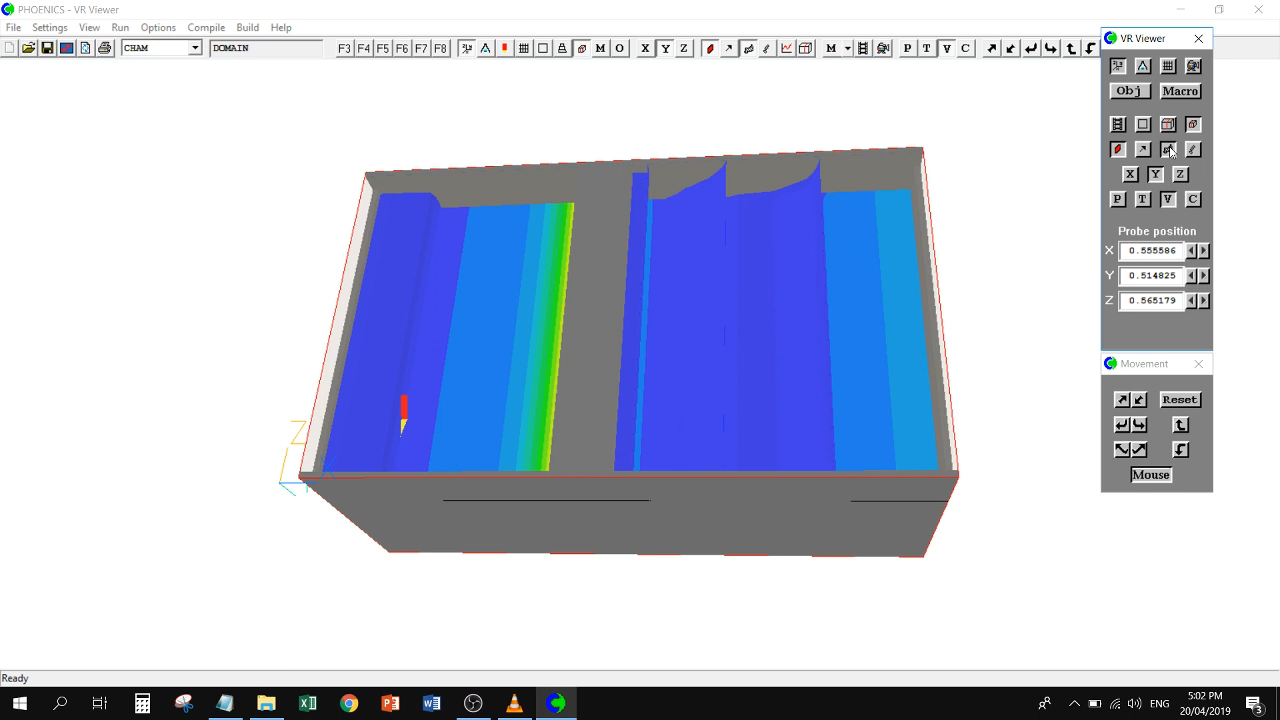 PHOENICS - VR Viewer
File Settings View Run Options Compile Build Help
CHAM DOMAIN F3 F4 F5 F6 F7 F8 M O X Y Z M P T V C
VR Viewer
Obj Macro
X Y Z
P T V C
Probe position
X 0.555586
Y 0.514825
Z 0.565179
Movement
Reset
Mouse
Z
Ready
5:02 PM
ENG
20/04/2019
3